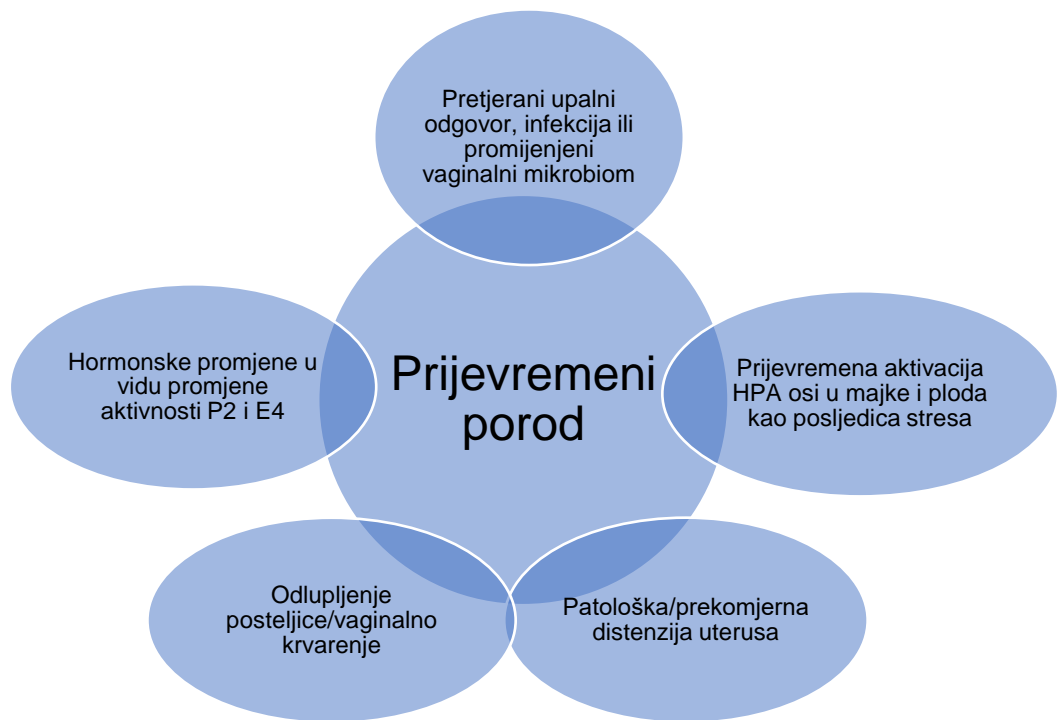 Pretjerani upalni
odgovor, infekcija ili
promijenjeni
vaginalni mikrobiom
Hormonske promjene u
vidu promjene
aktivnosti P2 i E4
Prijevremeni
porod
Prijevremena aktivacija
HPA osi u majke i ploda
kao posljedica stresa
Odlupljenje
posteljice/vaginalno
krvarenje
Patološka/prekomjerna
distenzija uterusa